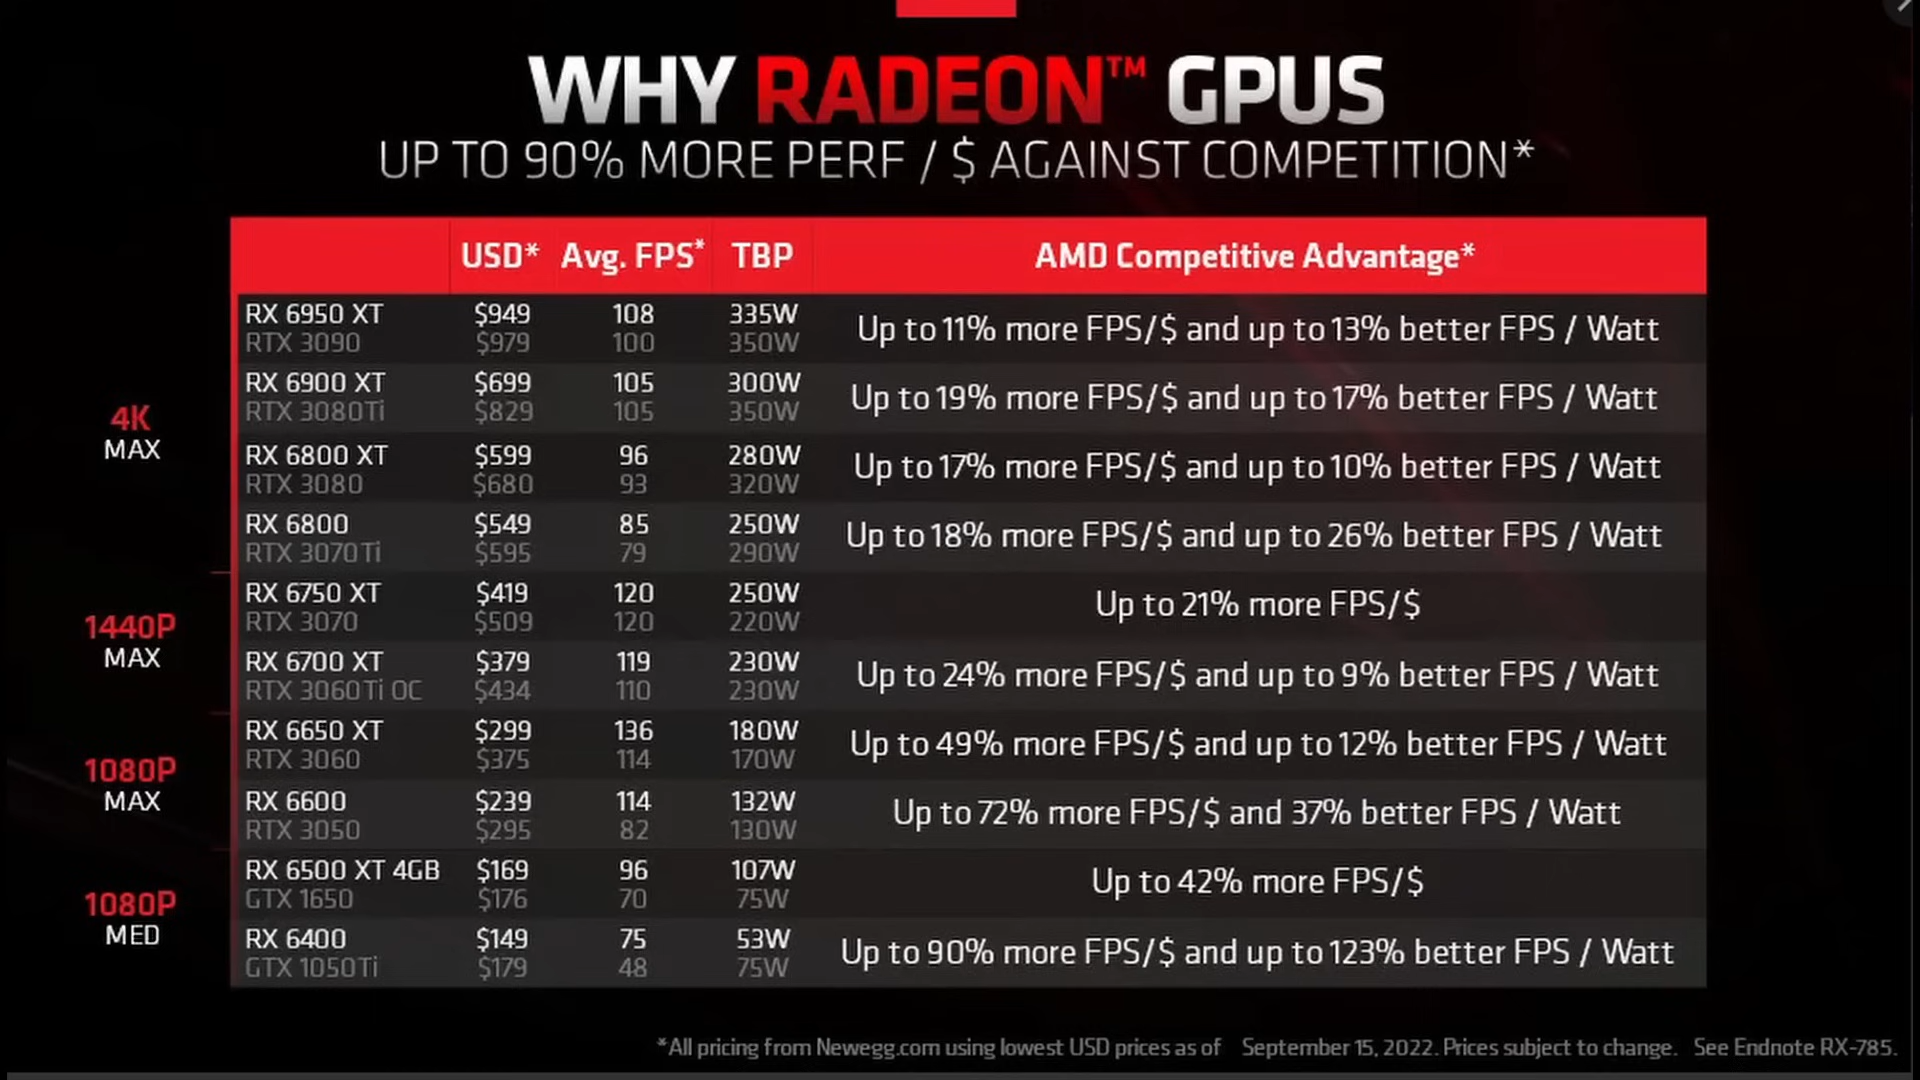 WHY RADEON™ GPUS
UP TO 90% MORE PERF / $ AGAINST COMPETITION*
USD* Avg. FPS* TBP AMD Competitive Advantage*
4K
MAX
RX 6950 XT $949 108 335W
RTX 3090 $979 100 350W
Up to 11% more FPS/$ and up to 13% better FPS / Watt
RX 6900 XT $699 105 300W
RTX 3080Ti $829 105 350W
Up to 19% more FPS/$ and up to 17% better FPS / Watt
RX 6800 XT $599 96 280W
RTX 3080 $680 93 320W
Up to 17% more FPS/$ and up to 10% better FPS / Watt
RX 6800 $549 85 250W
RTX 3070Ti $595 79 290W
Up to 18% more FPS/$ and up to 26% better FPS / Watt
1440P
MAX
RX 6750 XT $419 120 250W
RTX 3070 $509 120 220W
Up to 21% more FPS/$
RX 6700 XT $379 119 230W
RTX 3060Ti OC $434 110 230W
Up to 24% more FPS/$ and up to 9% better FPS / Watt
1080P
MAX
RX 6650 XT $299 136 180W
RTX 3060 $375 114 170W
Up to 49% more FPS/$ and up to 12% better FPS / Watt
RX 6600 $239 114 132W
RTX 3050 $295 82 130W
Up to 72% more FPS/$ and 37% better FPS / Watt
1080P
MED
RX 6500 XT 4GB $169 96 107W
GTX 1650 $176 70 75W
Up to 42% more FPS/$
RX 6400 $149 75 53W
GTX 1050Ti $179 48 75W
Up to 90% more FPS/$ and up to 123% better FPS / Watt
*All pricing from Newegg.com using lowest USD prices as of September 15, 2022. Prices subject to change. See Endnote RX-785.